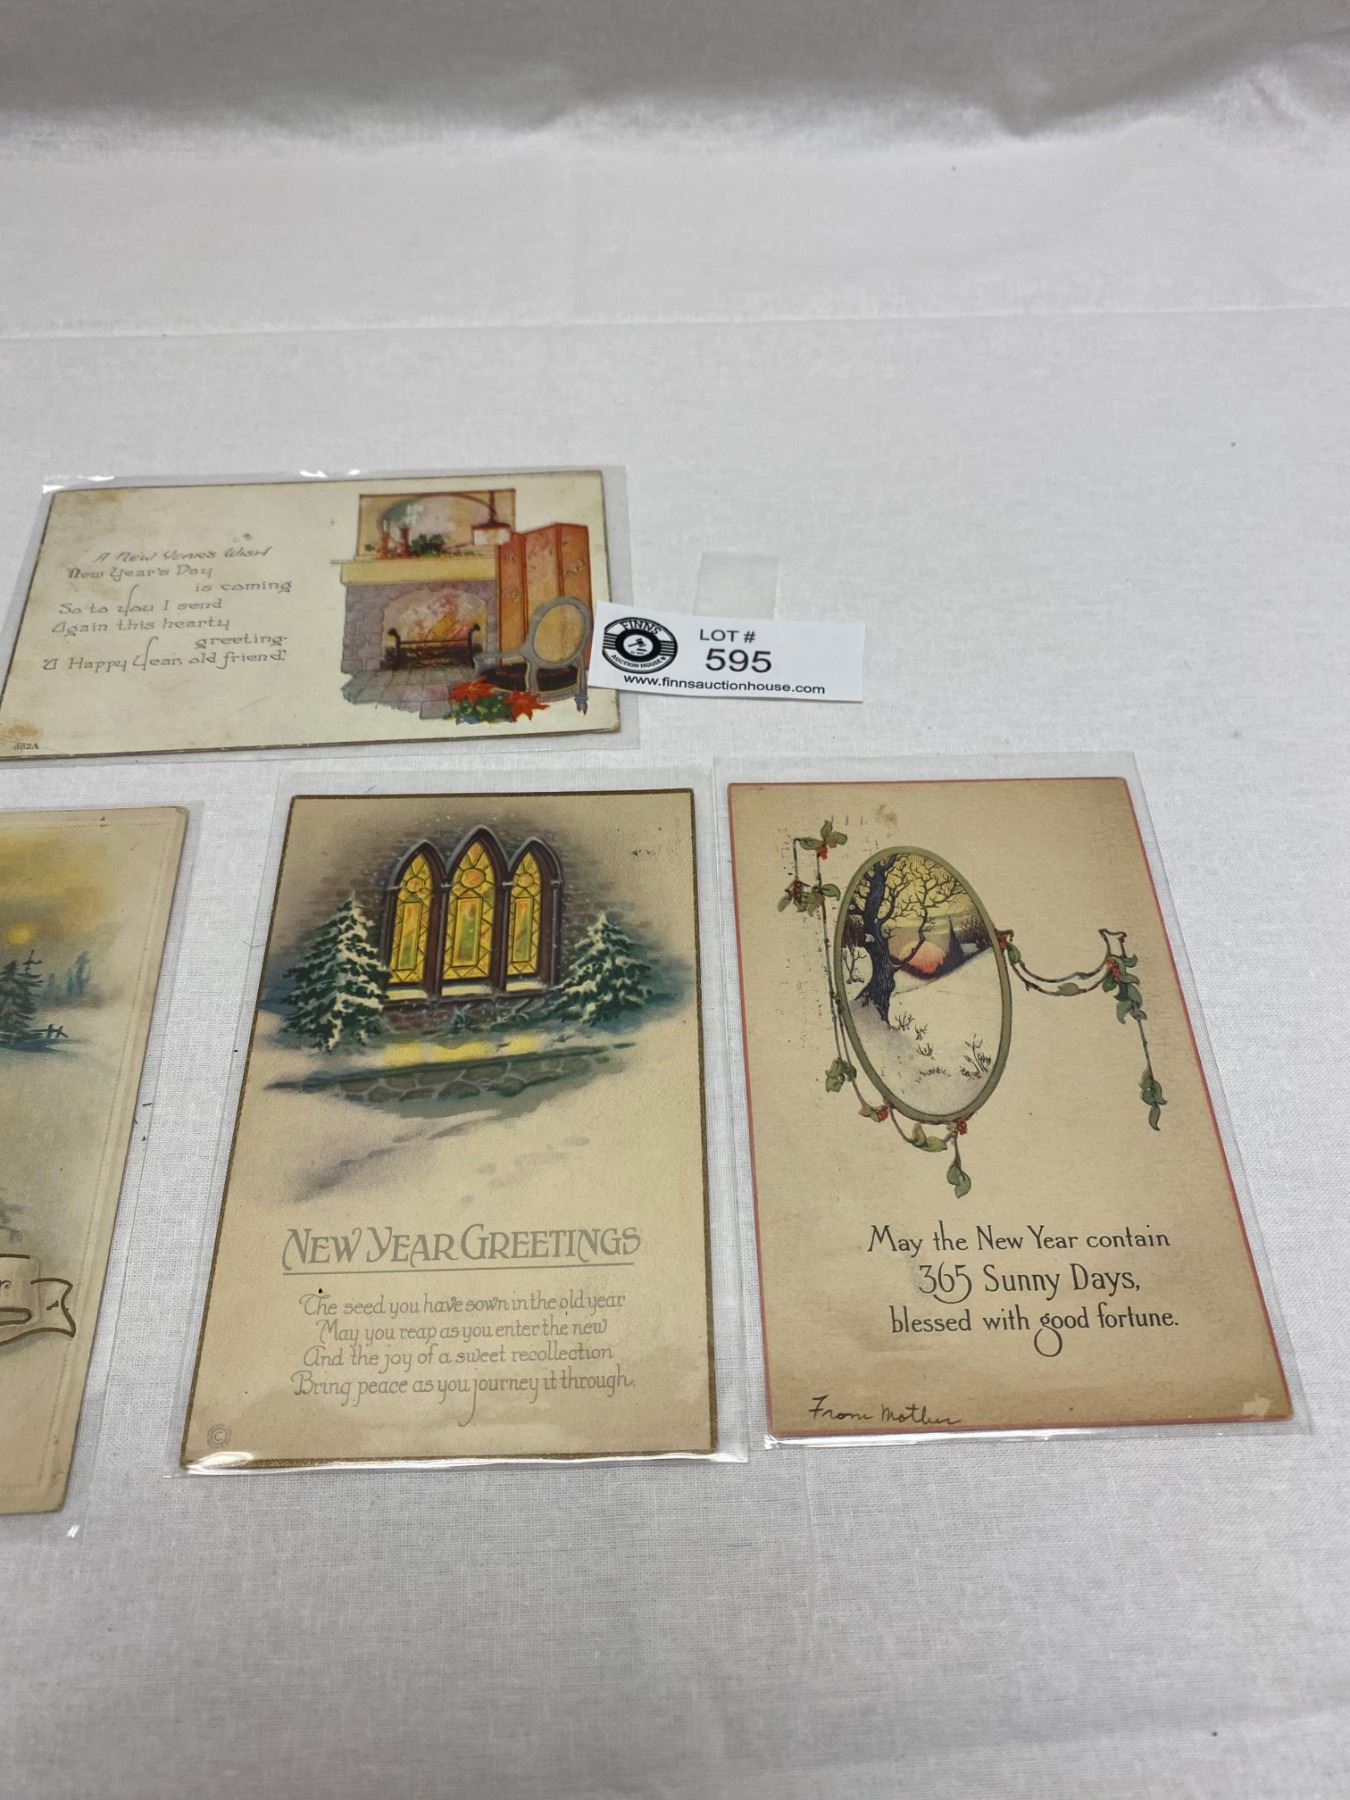 A New Year's Wish
New Year's Day
is coming
So to you I send
Again this hearty
greeting-
"A Happy Year, old friend."
382A
FINNS
AUCTION HOUSE
LOT #
595
www.finnsauctionhouse.com
NEW YEAR GREETINGS
The seed you have sown in the old year
May you reap as you enter the new
And the joy of a sweet recollection
Bring peace as you journey it through.
©
May the New Year contain
365 Sunny Days,
blessed with good fortune.
From Mother